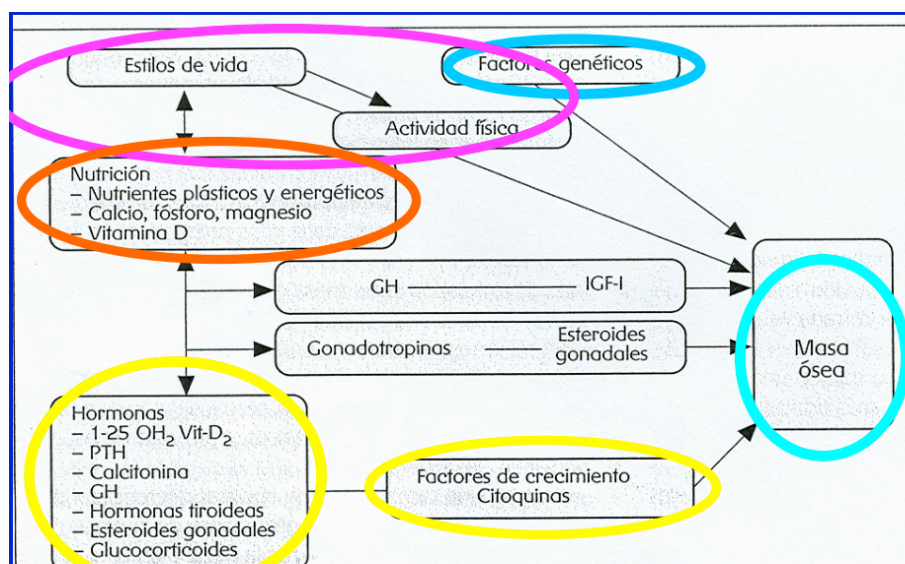 Estilos de vida
Factores genéticos
Actividad física
Nutrición
– Nutrientes plásticos y energéticos
– Calcio, fósforo, magnesio
– Vitamina D
GH
IGF-I
Gonadotropinas
Esteroides
gonadales
Masa
ósea
Hormonas
– 1-25 OH₂ Vit-D₂
– PTH
– Calcitonina
– GH
– Hormonas tiroideas
– Esteroides gonadales
– Glucocorticoides
Factores de crecimiento
Citoquinas